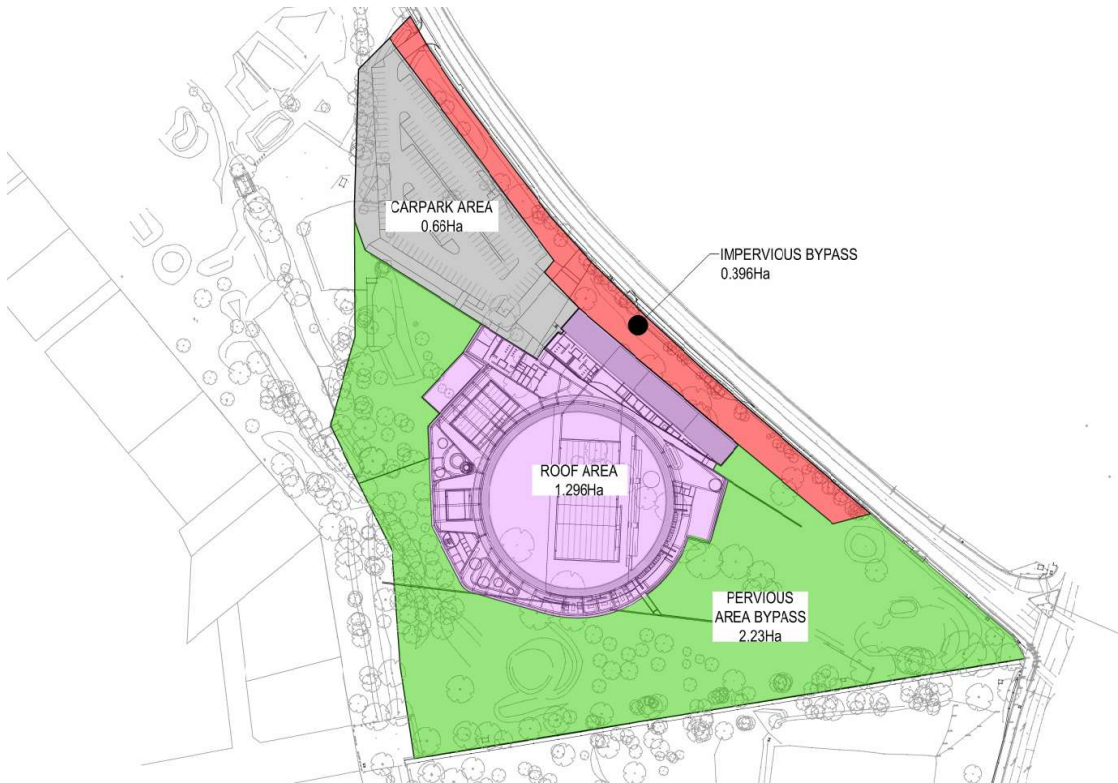 CARPARK AREA
0.66Ha
IMPERVIOUS BYPASS
0.396Ha
ROOF AREA
1.296Ha
PERVIOUS
AREA BYPASS
2.23Ha